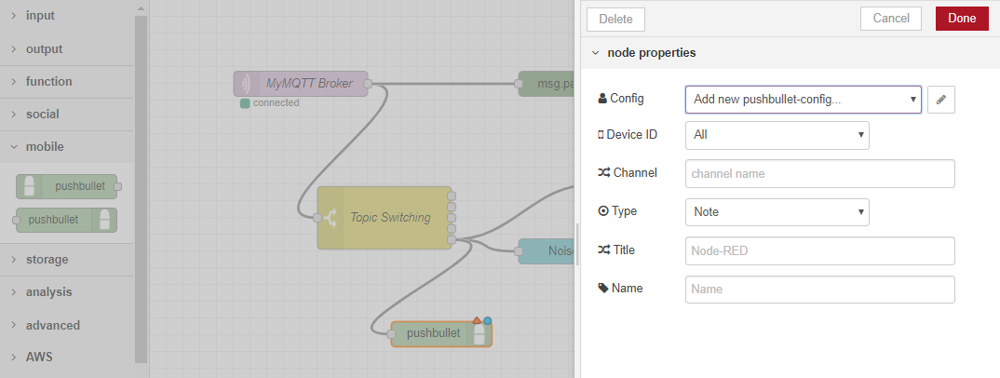 input
output
function
social
mobile
pushbullet
pushbullet
storage
analysis
advanced
AWS
MyMQTT Broker
connected
msg.pa
Topic Switching
Noise
pushbullet
Delete
Cancel
Done
node properties
Config
Add new pushbullet-config...
Device ID
All
Channel
channel name
Type
Note
Title
Node-RED
Name
Name